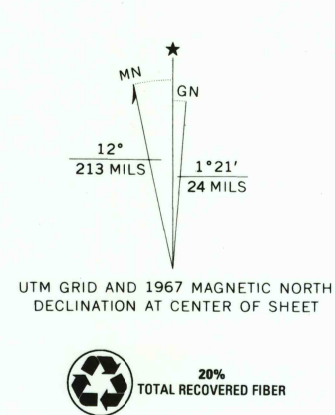 ★
MN
GN
12°
213 MILS
1°21′
24 MILS
UTM GRID AND 1967 MAGNETIC NORTH
DECLINATION AT CENTER OF SHEET
20%
TOTAL RECOVERED FIBER